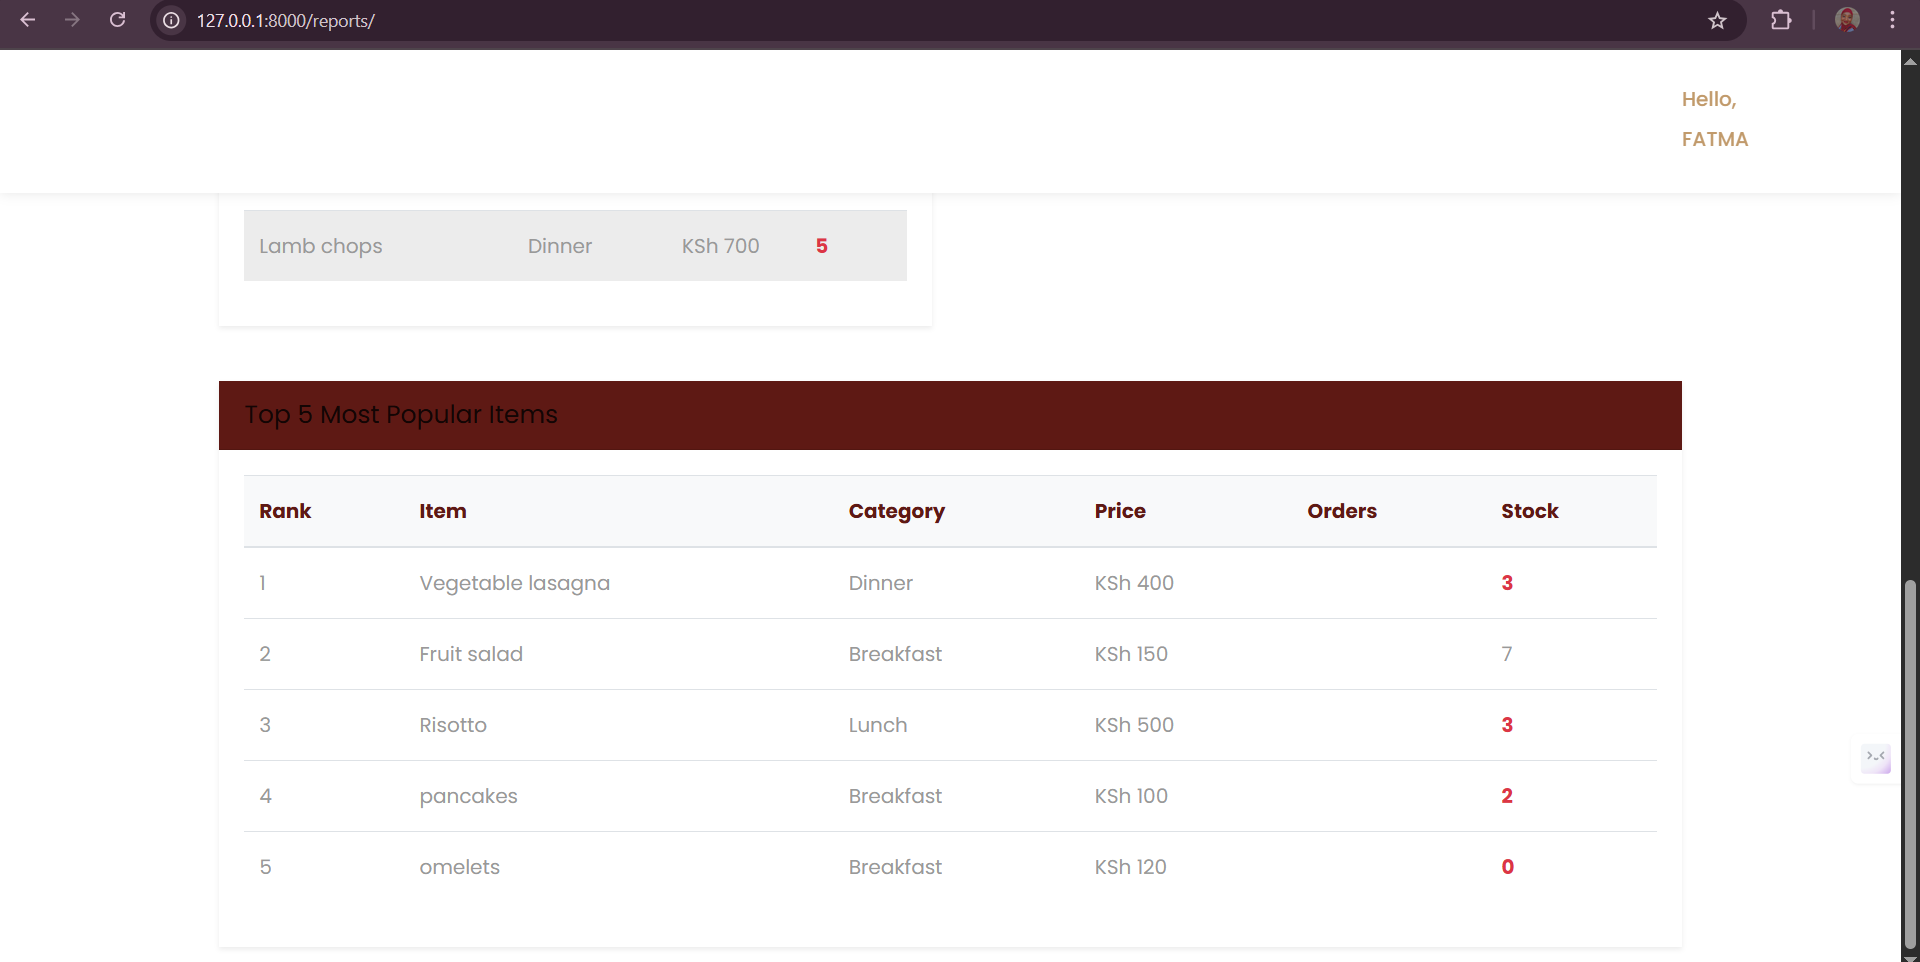 127.0.0.1:8000/reports/
Hello,
FATMA
Lamb chops Dinner KSh 700 5
Top 5 Most Popular Items
Rank Item Category Price Orders Stock
1 Vegetable lasagna Dinner KSh 400 3
2 Fruit salad Breakfast KSh 150 7
3 Risotto Lunch KSh 500 3
4 pancakes Breakfast KSh 100 2
5 omelets Breakfast KSh 120 0